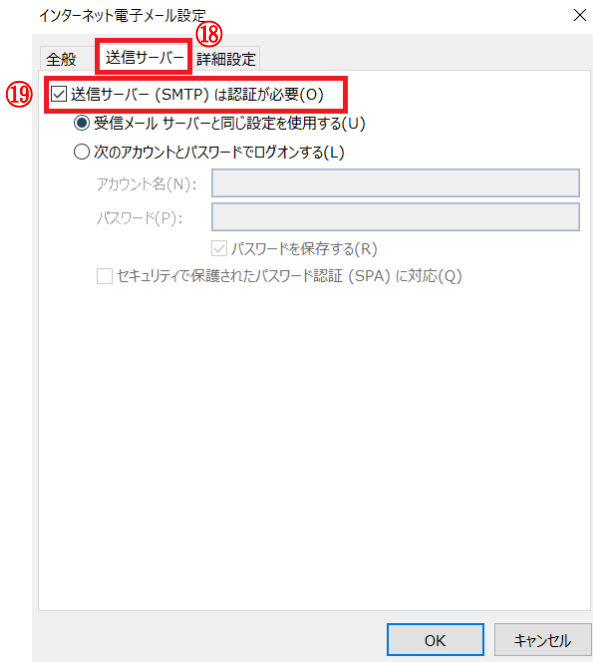 インターネット電子メール設定
⑱
全般 送信サーバー 詳細設定
⑲ 送信サーバー (SMTP) は認証が必要(O)
受信メール サーバーと同じ設定を使用する(U)
次のアカウントとパスワードでログオンする(L)
アカウント名(N):
パスワード(P):
パスワードを保存する(R)
セキュリティで保護されたパスワード認証 (SPA) に対応(Q)
OK キャンセル